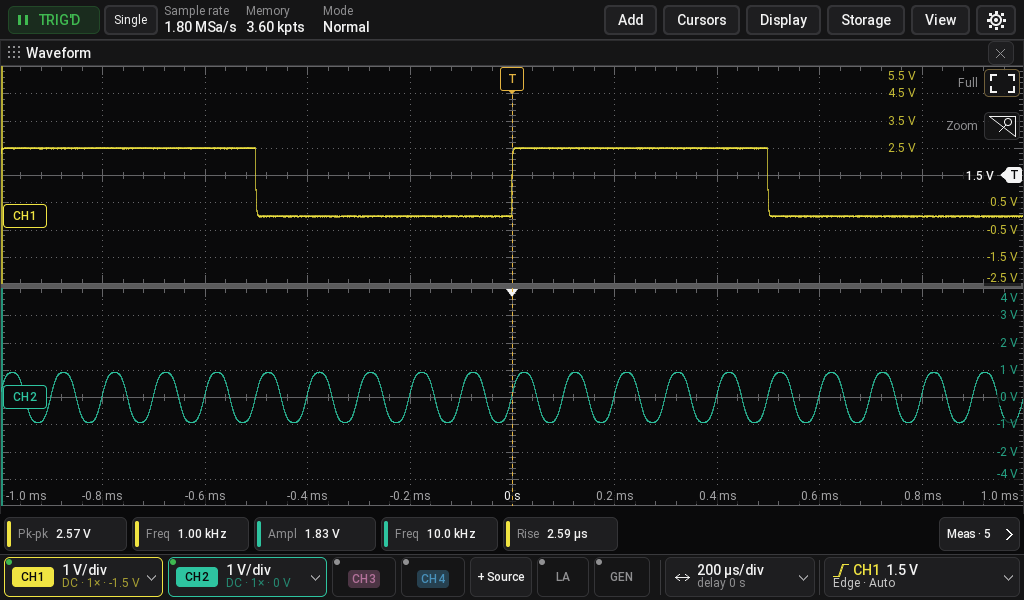 TRIG'D
Single
Sample rate
1.80 MSa/s
Memory
3.60 kpts
Mode
Normal
Add
Cursors
Display
Storage
View
Waveform
T
5.5 V
Full
4.5 V
3.5 V
Zoom
2.5 V
1.5 V
T
0.5 V
CH1
-0.5 V
-1.5 V
-2.5 V
4 V
3 V
2 V
1 V
CH2
0 V
-1 V
-2 V
-4 V
-1.0 ms
-0.8 ms
-0.6 ms
-0.4 ms
-0.2 ms
0 s
0.2 ms
0.4 ms
0.6 ms
0.8 ms
1.0 ms
Pk-pk 2.57 V
Freq 1.00 kHz
Ampl 1.83 V
Freq 10.0 kHz
Rise 2.59 µs
Meas · 5
CH1
1 V/div
DC · 1× · -1.5 V
CH2
1 V/div
DC · 1× · 0 V
CH3
CH4
+ Source
LA
GEN
200 µs/div
delay 0 s
CH1 1.5 V
Edge · Auto